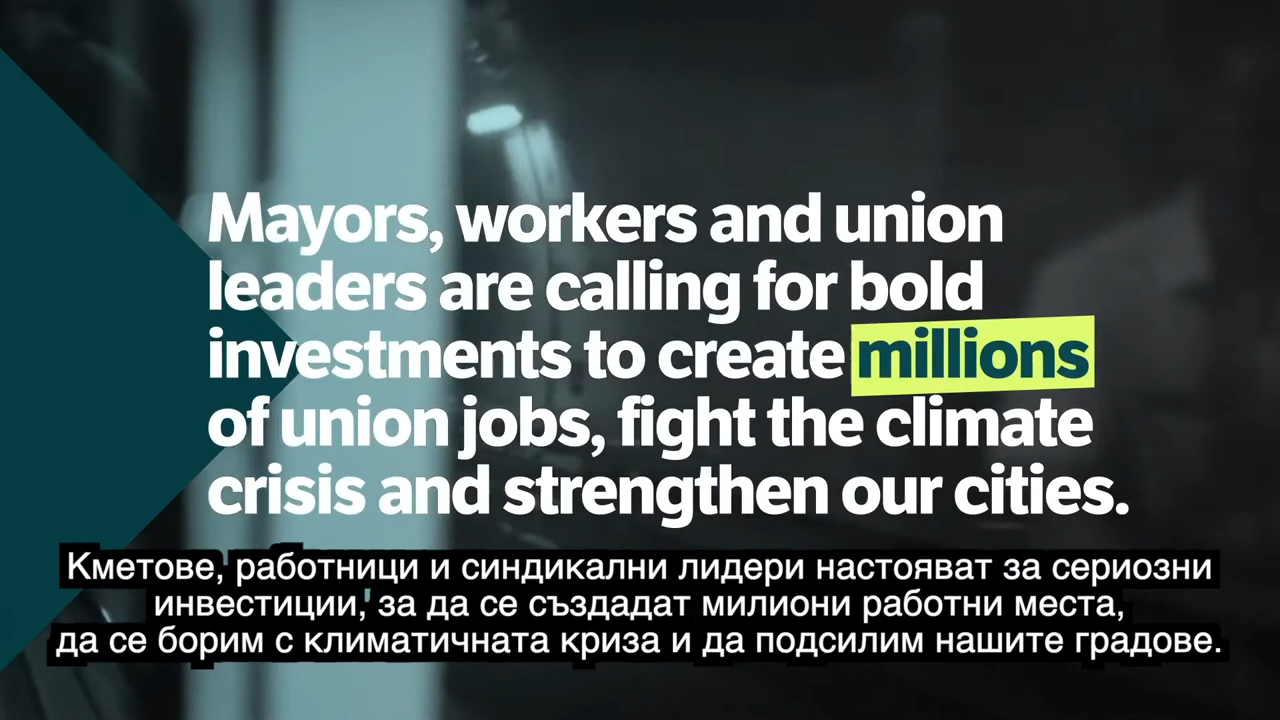 Mayors, workers and union
leaders are calling for bold
investments to create millions
of union jobs, fight the climate
crisis and strengthen our cities.
Кметове, работници и синдикални лидери настояват за сериозни
инвестиции, за да се създадат милиони работни места,
да се борим с климатичната криза и да подсилим нашите градове.